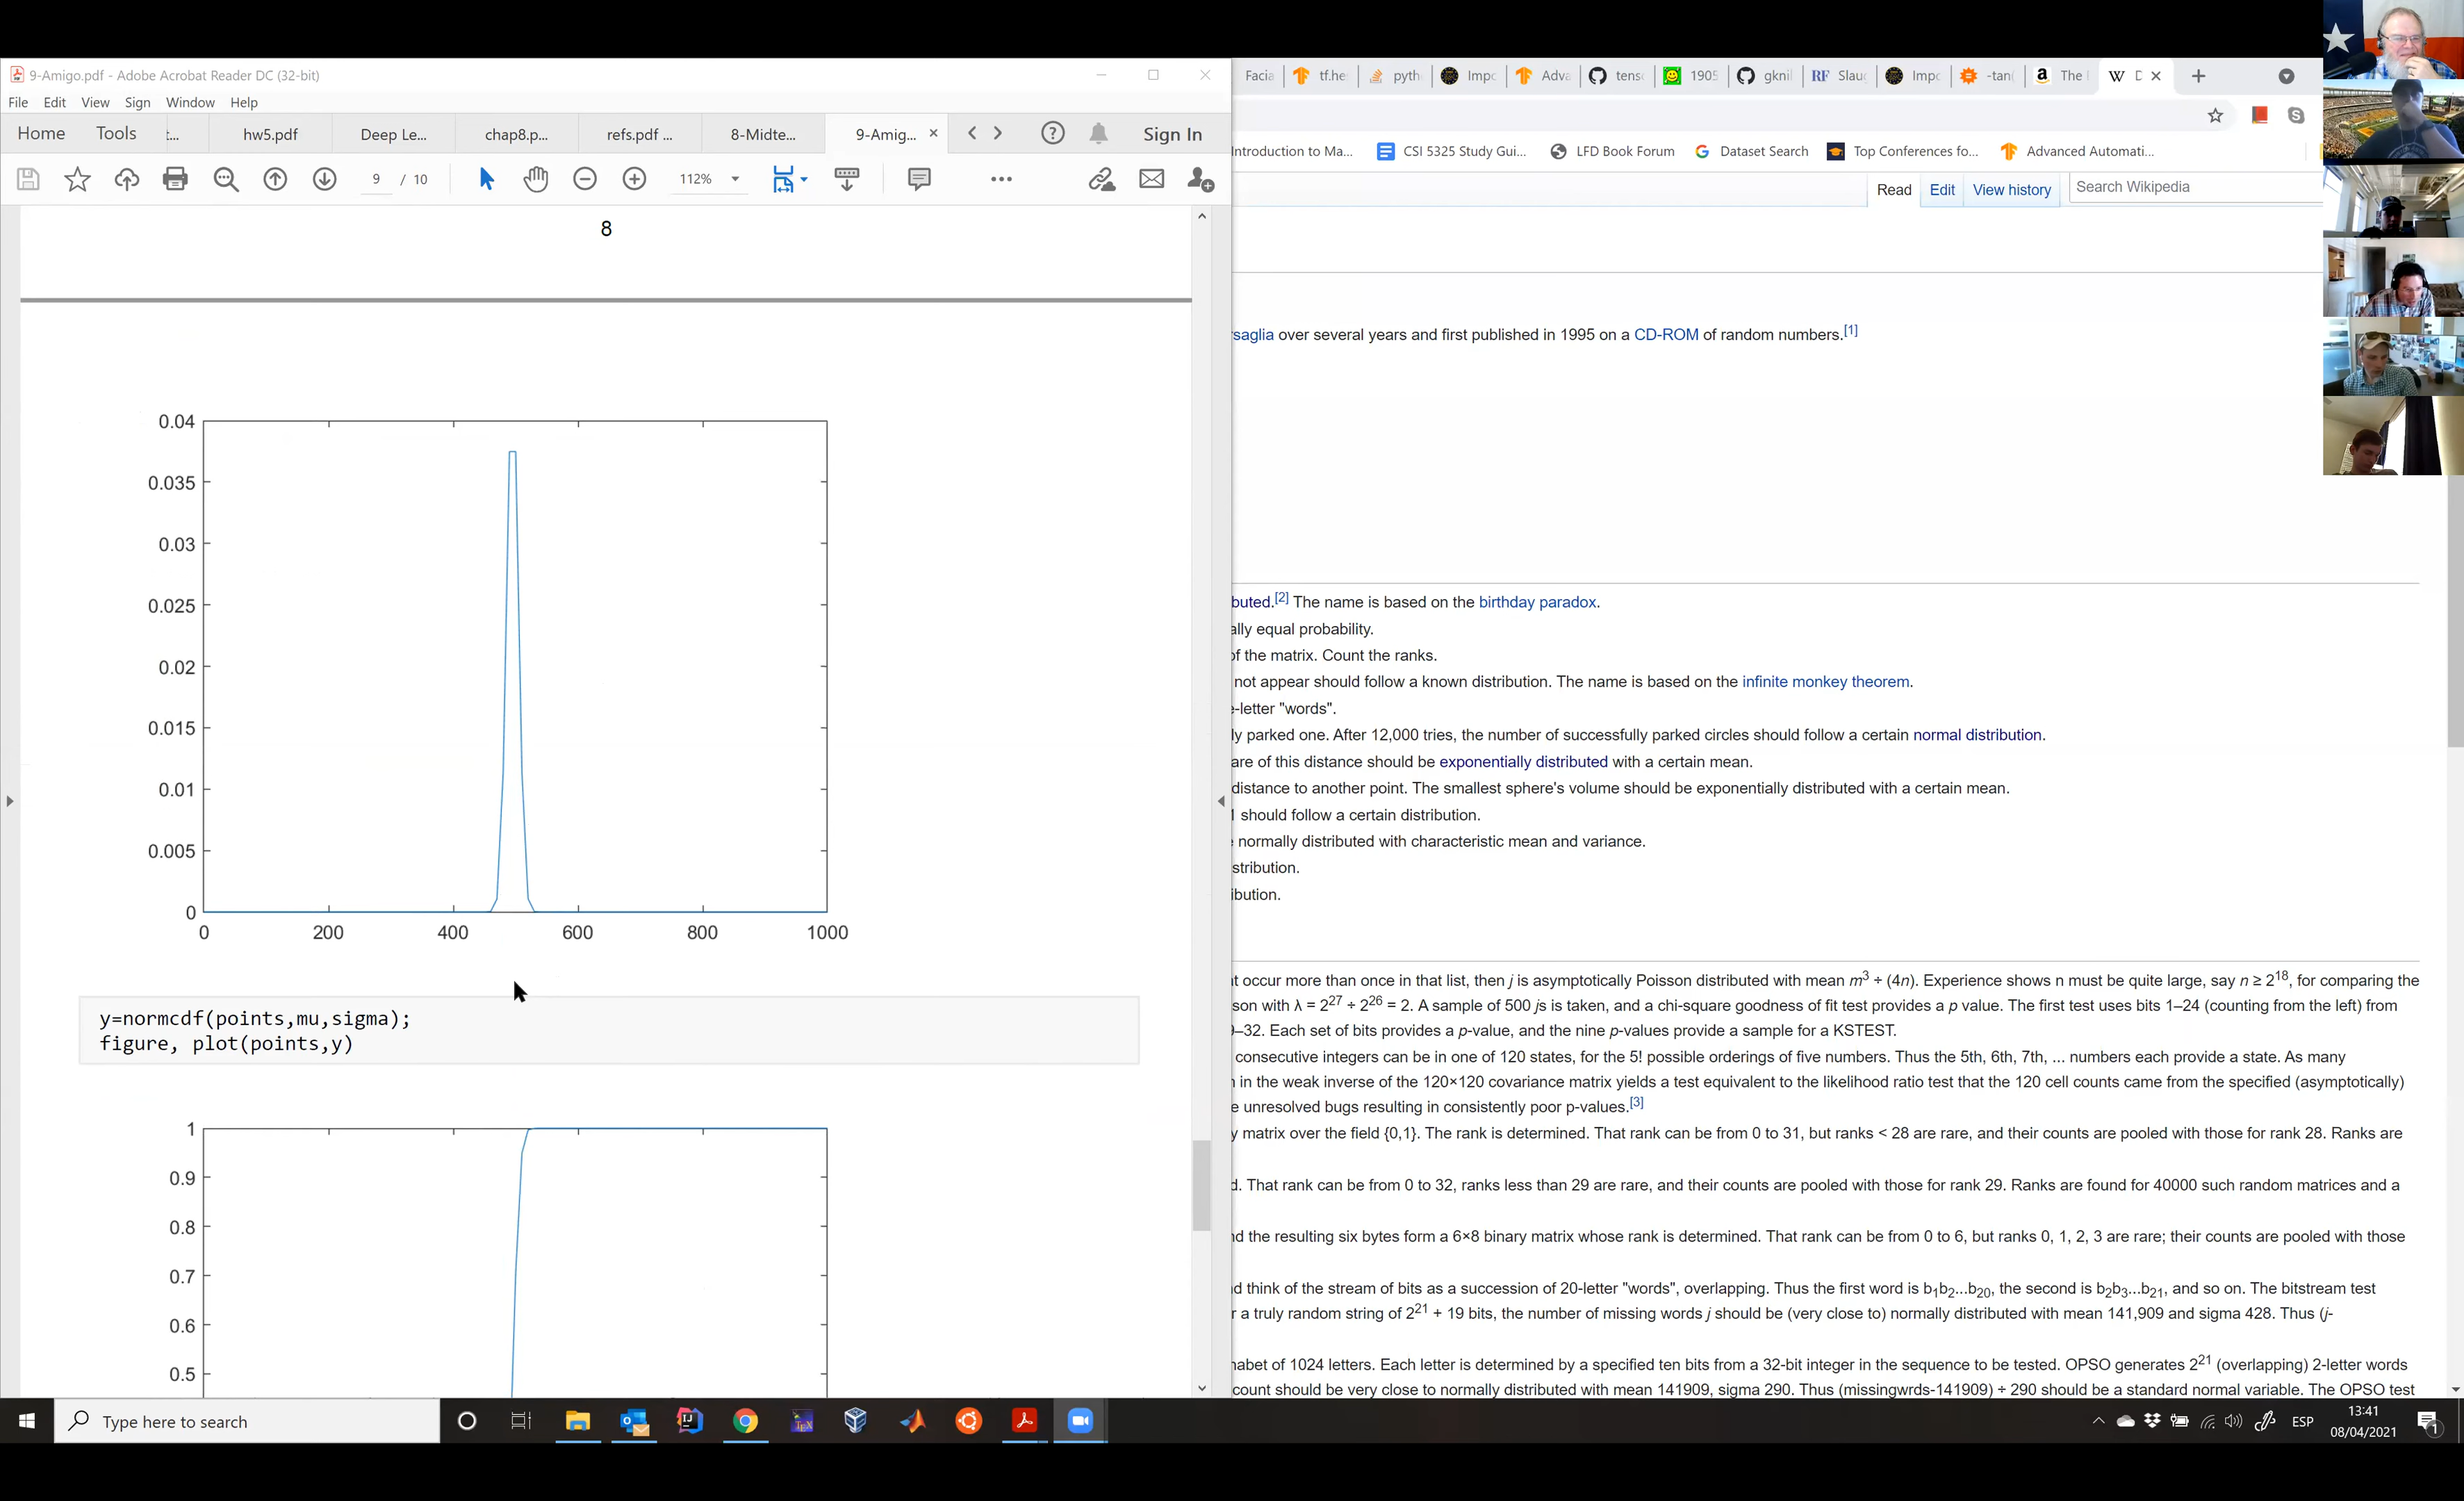 9-Amigo.pdf - Adobe Acrobat Reader DC (32-bit)
File Edit View Sign Window Help
Home Tools t... hw5.pdf Deep Le... chap8.p... refs.pdf ... 8-Midte... 9-Amig... Sign In
9 / 10 112%
8
0.04
0.035
0.03
0.025
0.02
0.015
0.01
0.005
0
0 200 400 600 800 1000
y=normcdf(points,mu,sigma);
figure, plot(points,y)
1
0.9
0.8
0.7
0.6
0.5
Facia tf.he pyth Impo Adva tens 1905 gknil RF Slau Impo -tan( The W D
Introduction to Ma... CSI 5325 Study Gui... LFD Book Forum Dataset Search Top Conferences fo... Advanced Automati...
Read Edit View history Search Wikipedia
rsaglia over several years and first published in 1995 on a CD-ROM of random numbers.[1]
buted.[2] The name is based on the birthday paradox.
ally equal probability.
of the matrix. Count the ranks.
not appear should follow a known distribution. The name is based on the infinite monkey theorem.
e-letter "words".
ly parked one. After 12,000 tries, the number of successfully parked circles should follow a certain normal distribution.
are of this distance should be exponentially distributed with a certain mean.
distance to another point. The smallest sphere's volume should be exponentially distributed with a certain mean.
1 should follow a certain distribution.
e normally distributed with characteristic mean and variance.
stribution.
ibution.
t occur more than once in that list, then j is asymptotically Poisson distributed with mean m³ ÷ (4n). Experience shows n must be quite large, say n ≥ 2¹⁸, for comparing the
son with λ = 2²⁷ ÷ 2²⁶ = 2. A sample of 500 js is taken, and a chi-square goodness of fit test provides a p value. The first test uses bits 1–24 (counting from the left) from
9–32. Each set of bits provides a p-value, and the nine p-values provide a sample for a KSTEST.
consecutive integers can be in one of 120 states, for the 5! possible orderings of five numbers. Thus the 5th, 6th, 7th, ... numbers each provide a state. As many
n in the weak inverse of the 120×120 covariance matrix yields a test equivalent to the likelihood ratio test that the 120 cell counts came from the specified (asymptotically)
e unresolved bugs resulting in consistently poor p-values.[3]
y matrix over the field {0,1}. The rank is determined. That rank can be from 0 to 31, but ranks < 28 are rare, and their counts are pooled with those for rank 28. Ranks are
d. That rank can be from 0 to 32, ranks less than 29 are rare, and their counts are pooled with those for rank 29. Ranks are found for 40000 such random matrices and a
nd the resulting six bytes form a 6×8 binary matrix whose rank is determined. That rank can be from 0 to 6, but ranks 0, 1, 2, 3 are rare; their counts are pooled with those
d think of the stream of bits as a succession of 20-letter "words", overlapping. Thus the first word is b₁b₂...b₂₀, the second is b₂b₃...b₂₁, and so on. The bitstream test
r a truly random string of 2²¹ + 19 bits, the number of missing words j should be (very close to) normally distributed with mean 141,909 and sigma 428. Thus (j-
habet of 1024 letters. Each letter is determined by a specified ten bits from a 32-bit integer in the sequence to be tested. OPSO generates 2²¹ (overlapping) 2-letter words
count should be very close to normally distributed with mean 141909, sigma 290. Thus (missingwrds-141909) ÷ 290 should be a standard normal variable. The OPSO test
Type here to search
ESP
13:41
08/04/2021
1